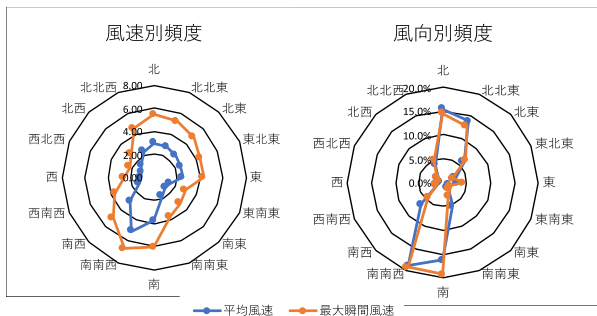 風速別頻度
北
北北東
北東
東北東
東
東南東
南東
南南東
南
南南西
南西
西南西
西
西北西
北西
北北西
8.00
6.00
4.00
2.00
0.00
風向別頻度
北
北北東
北東
東北東
東
東南東
南東
南南東
南
南南西
南西
西南西
西
西北西
北西
北北西
20.0%
15.0%
10.0%
5.0%
0.0%
平均風速
最大瞬間風速